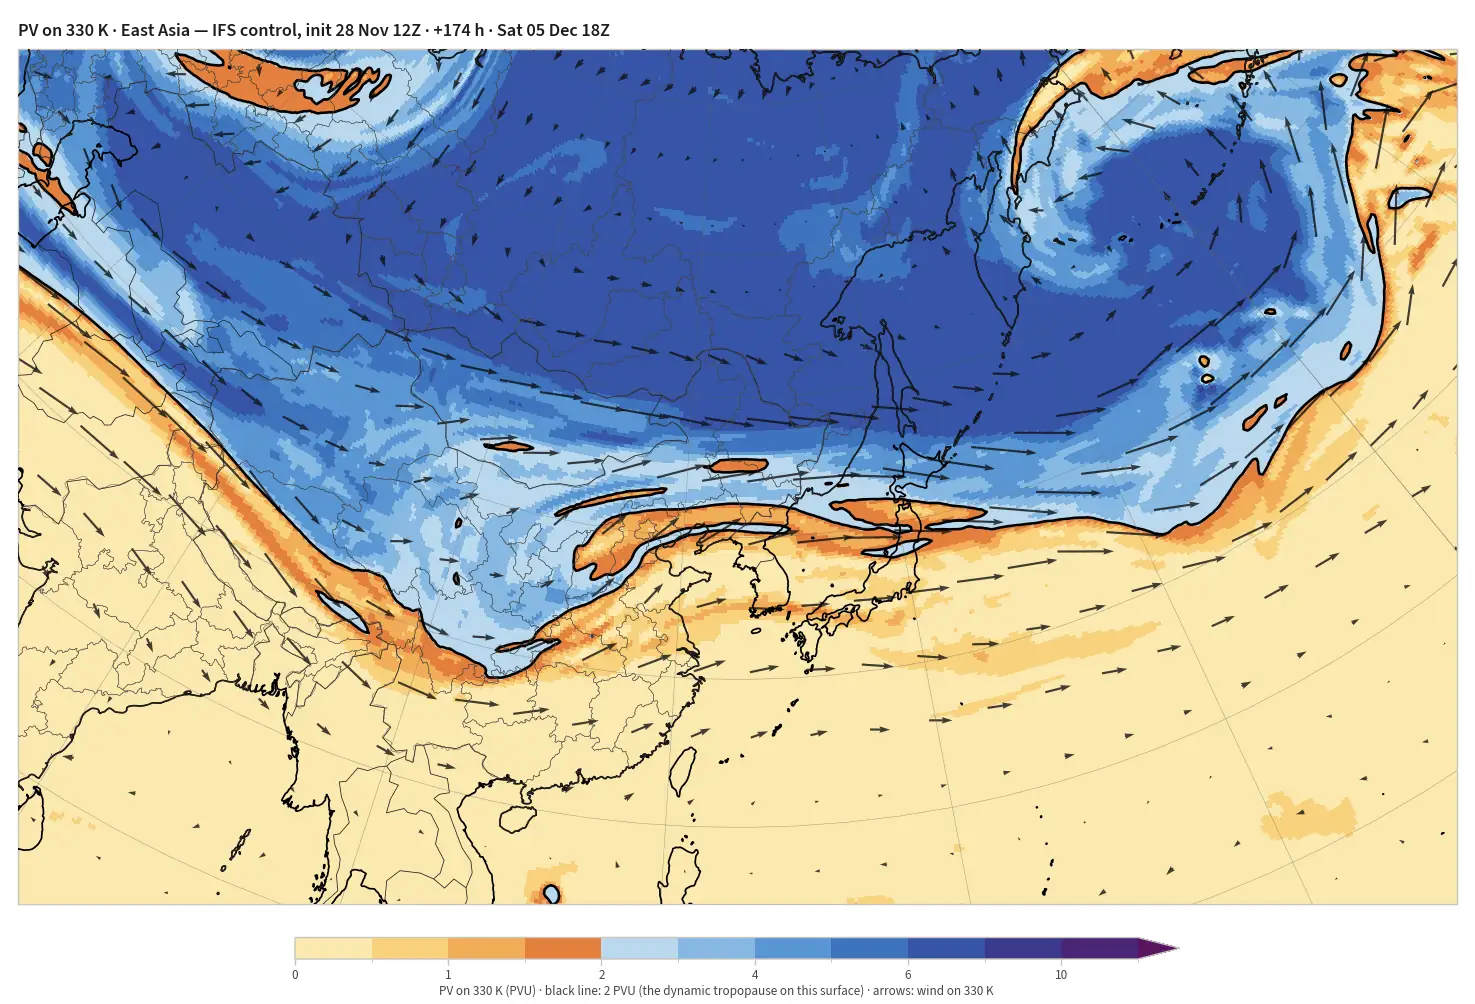 PV on 330 K · East Asia — IFS control, init 28 Nov 12Z · +174 h · Sat 05 Dec 18Z
0 1 2 4 6 10
PV on 330 K (PVU) · black line: 2 PVU (the dynamic tropopause on this surface) · arrows: wind on 330 K